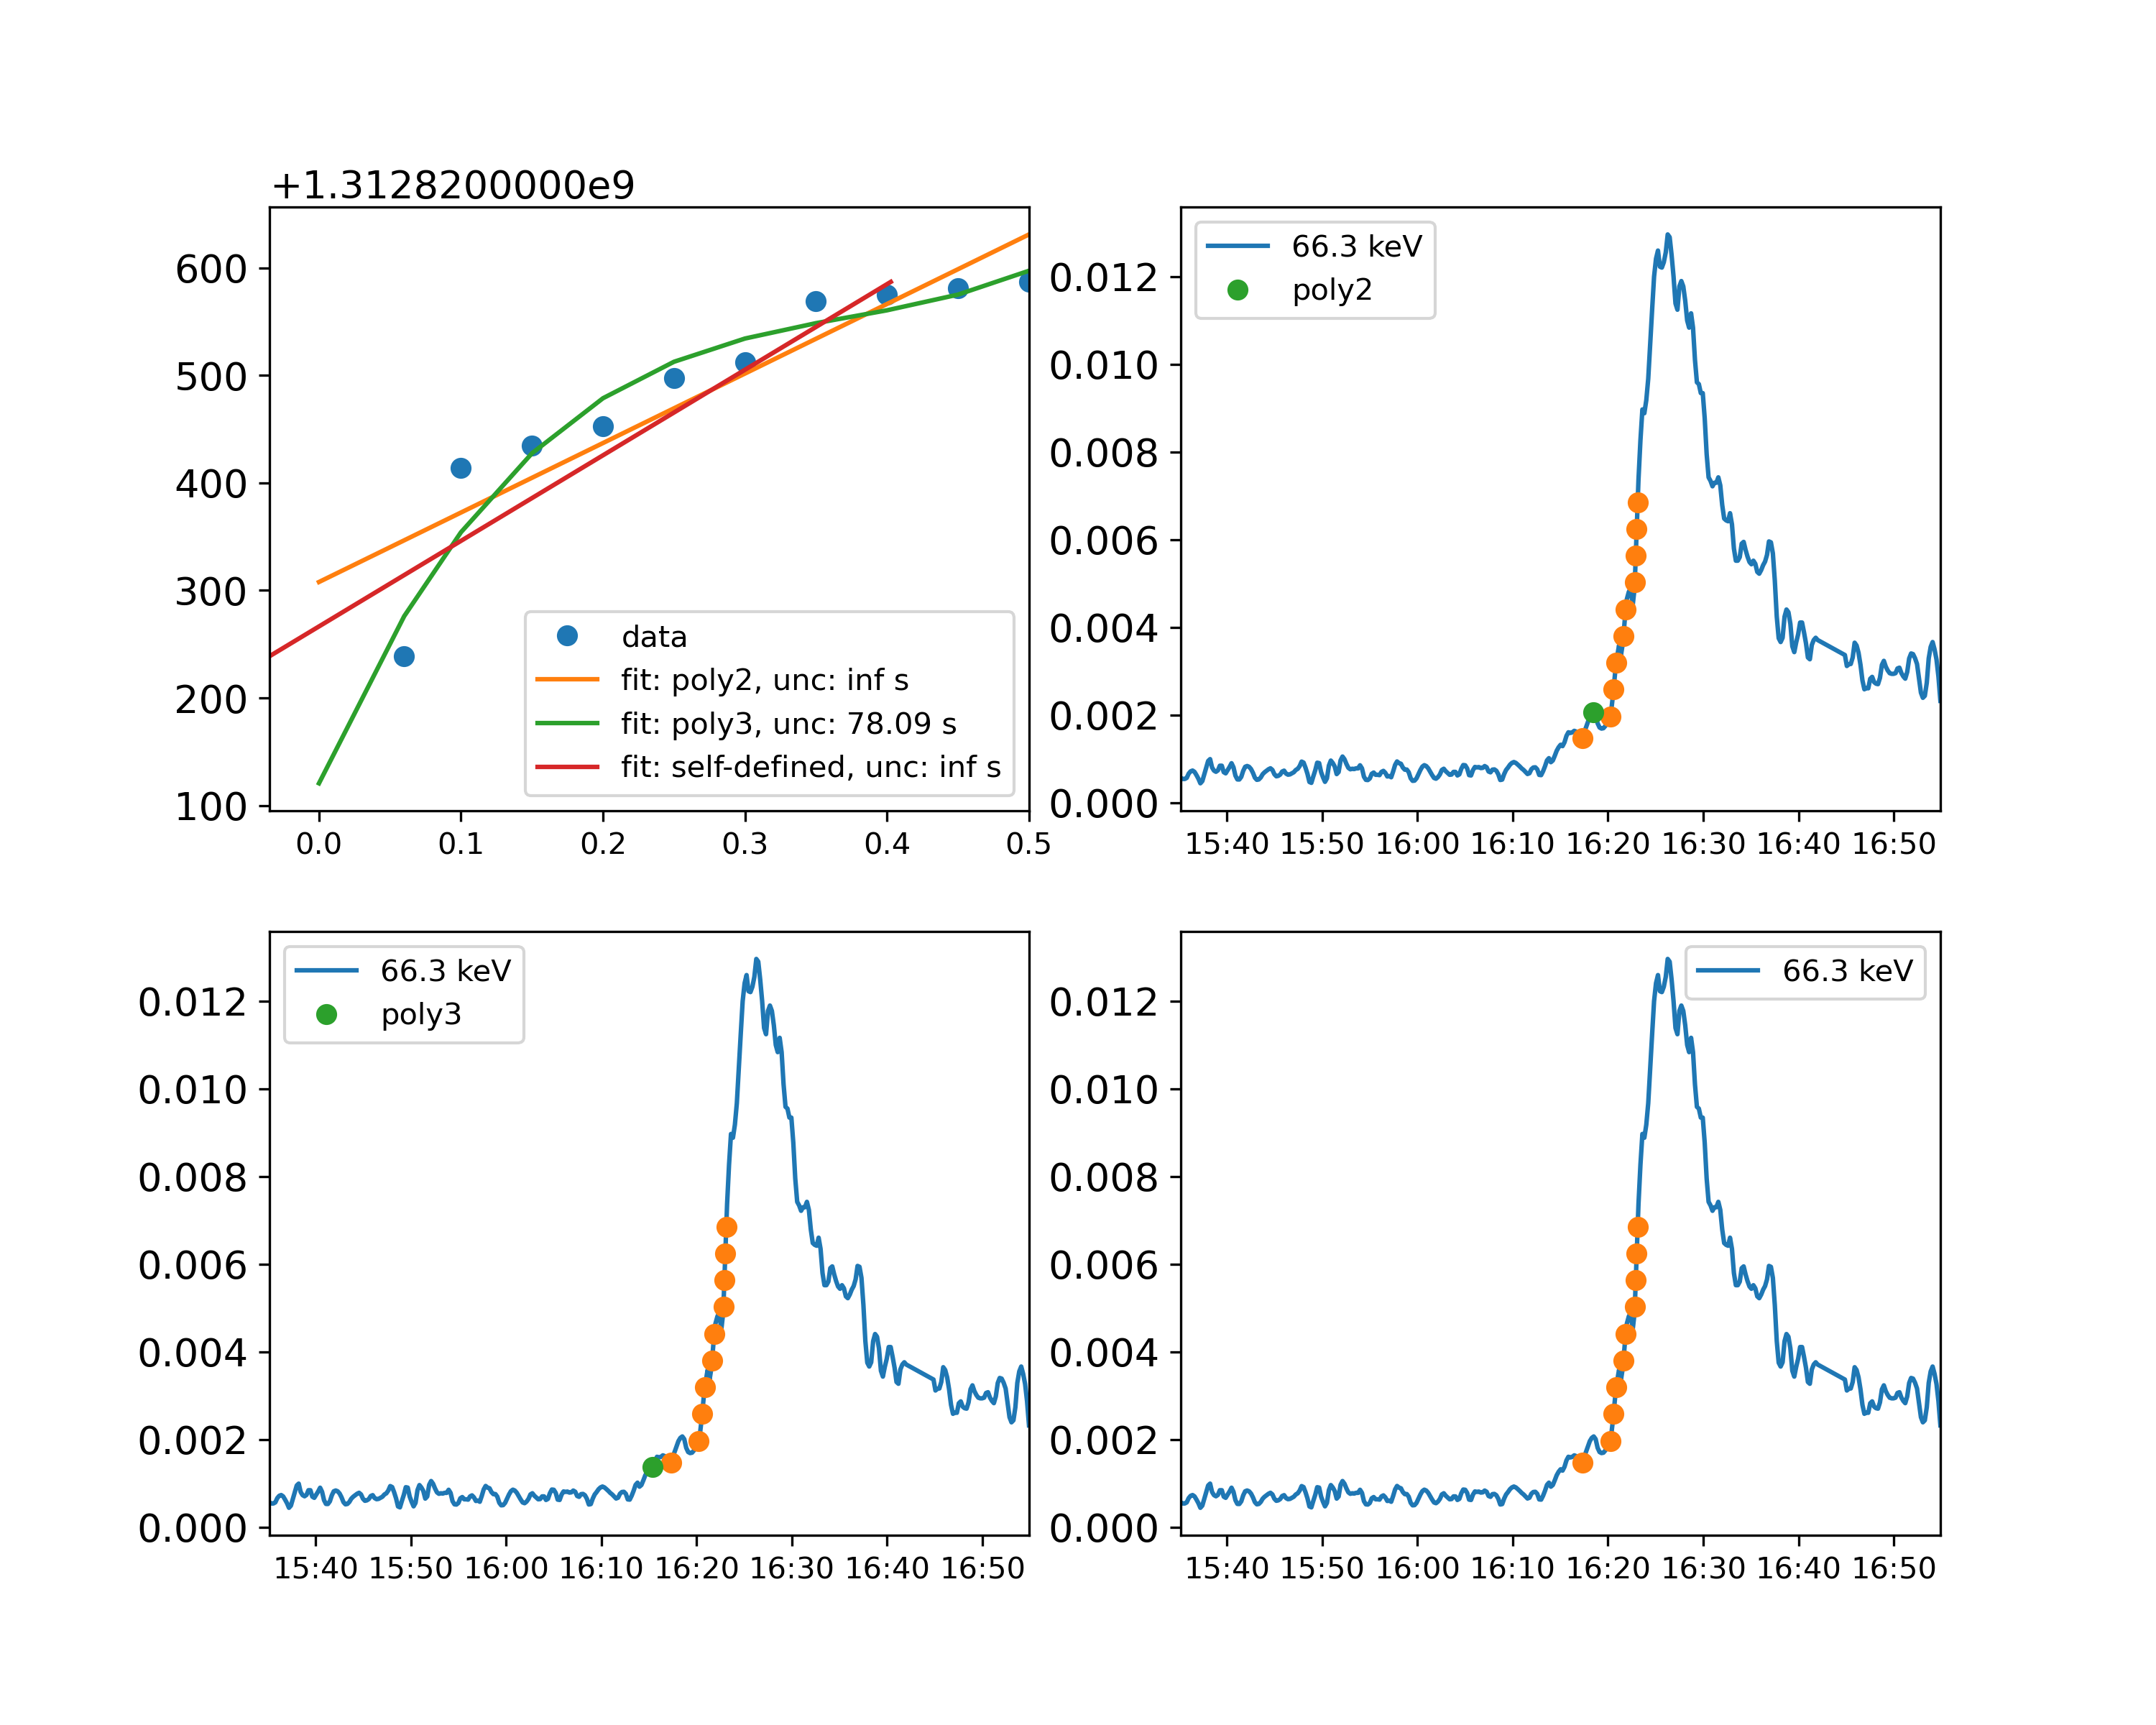 +1.3128200000e9
600
500
400
300
200
100
0.0 0.1 0.2 0.3 0.4 0.5
data
fit: poly2, unc: inf s
fit: poly3, unc: 78.09 s
fit: self-defined, unc: inf s
0.012
0.010
0.008
0.006
0.004
0.002
0.000
15:40 15:50 16:00 16:10 16:20 16:30 16:40 16:50
66.3 keV
poly2
0.012
0.010
0.008
0.006
0.004
0.002
0.000
15:40 15:50 16:00 16:10 16:20 16:30 16:40 16:50
66.3 keV
poly3
0.012
0.010
0.008
0.006
0.004
0.002
0.000
15:40 15:50 16:00 16:10 16:20 16:30 16:40 16:50
66.3 keV